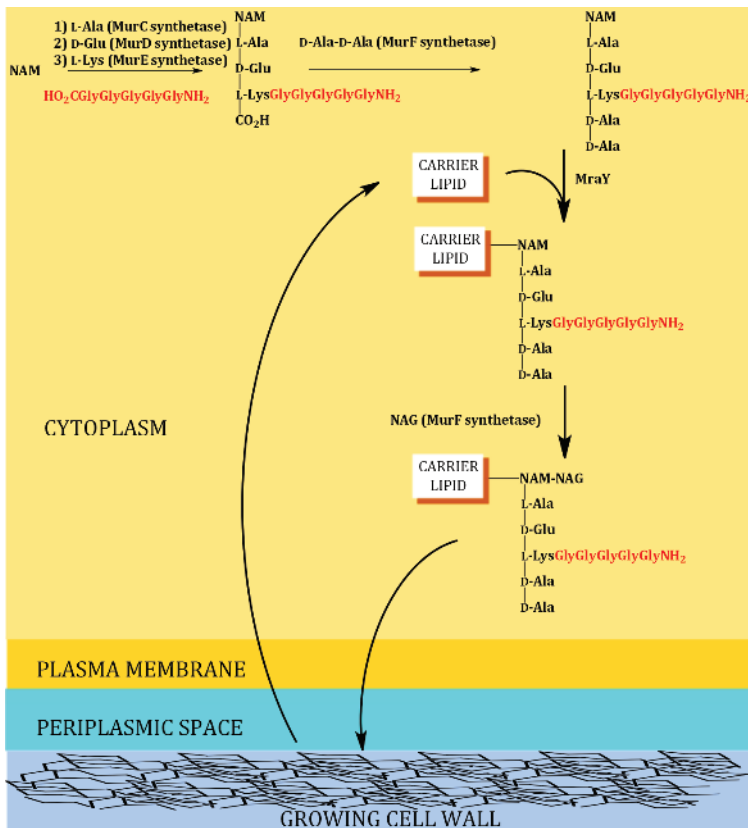 NAM
1) L-Ala (MurC synthetase)
2) D-Glu (MurD synthetase)
3) L-Lys (MurE synthetase)
HO2CGlyGlyGlyGlyGlyNH2
NAM
L-Ala
D-Glu
L-LysGlyGlyGlyGlyGlyNH2
CO2H
D-Ala-D-Ala (MurF synthetase)
NAM
L-Ala
D-Glu
L-LysGlyGlyGlyGlyGlyNH2
D-Ala
D-Ala
CARRIER
LIPID
MraY
CARRIER
LIPID
NAM
L-Ala
D-Glu
L-LysGlyGlyGlyGlyGlyNH2
D-Ala
D-Ala
CYTOPLASM
NAG (MurF synthetase)
CARRIER
LIPID
NAM-NAG
L-Ala
D-Glu
L-LysGlyGlyGlyGlyGlyNH2
D-Ala
D-Ala
PLASMA MEMBRANE
PERIPLASMIC SPACE
GROWING CELL WALL